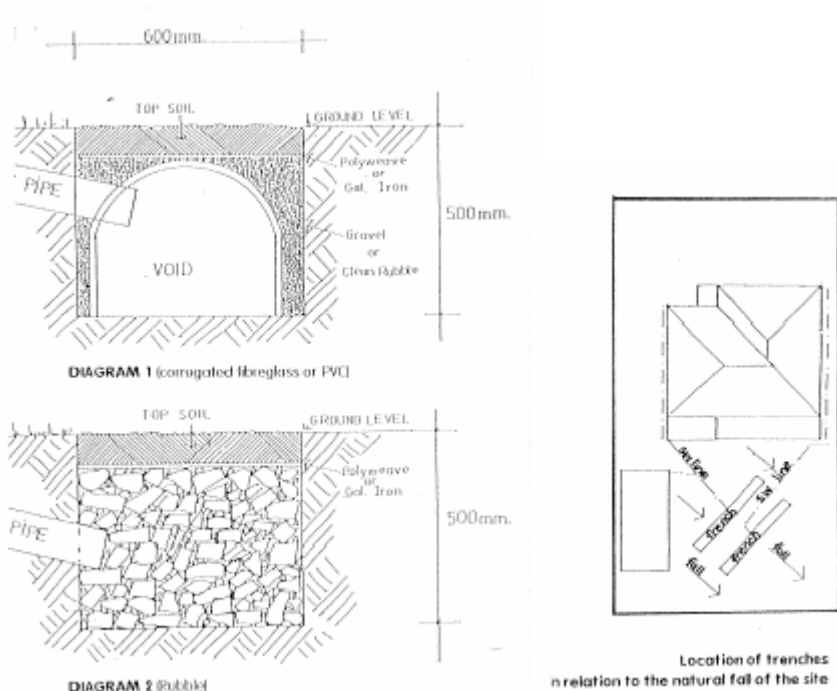 600mm.
TOP SOIL
GROUND LEVEL
Polyweave
or
Gal. Iron
PIPE
500mm.
Gravel
or
Clean Rubble
VOID
DIAGRAM 1 (corrugated fibreglass or PVC)
TOP SOIL
GROUND LEVEL
Polyweave
or
Gal. Iron
PIPE
500mm.
DIAGRAM 2 (Rubble)
s.w. line
line
trench
trench
fall
fall
Location of trenches
n relation to the natural fall of the site